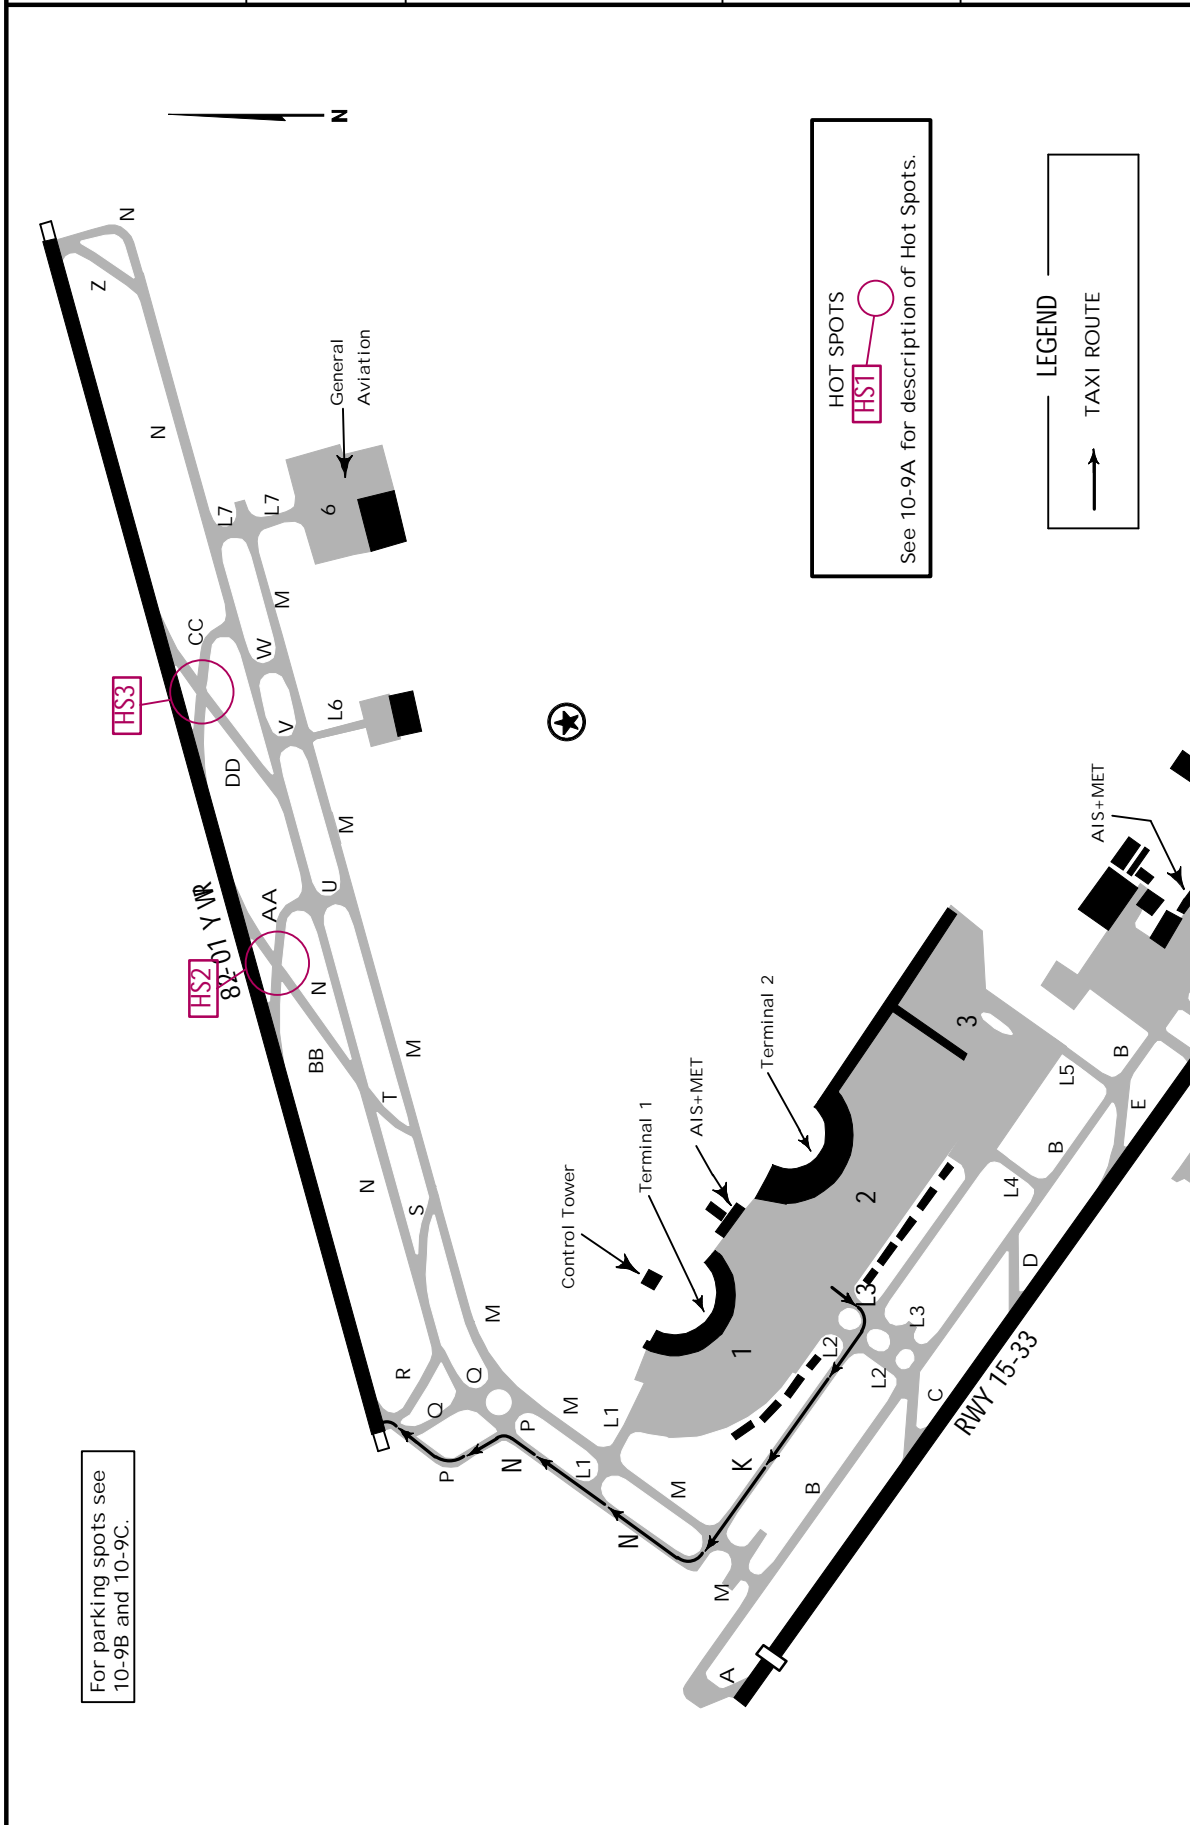 For parking spots see
10-9B and 10-9C.
N
HOT SPOTS
HS1
See 10-9A for description of Hot Spots.
LEGEND
TAXI ROUTE
N
Z
N
General
Aviation
L7
L7
6
M
W
CC
HS3
V
L6
DD
M
U
AA
HS2
N
BB
M
T
N
S
M
R
Q
Q
P
P
N
M
L1
L1
N
M
K
M
A
B
Control Tower
Terminal 1
AIS+MET
Terminal 2
AIS+MET
1
2
3
L3
L2
L3
L2
L4
L5
B
B
E
D
C
RWY 15-33